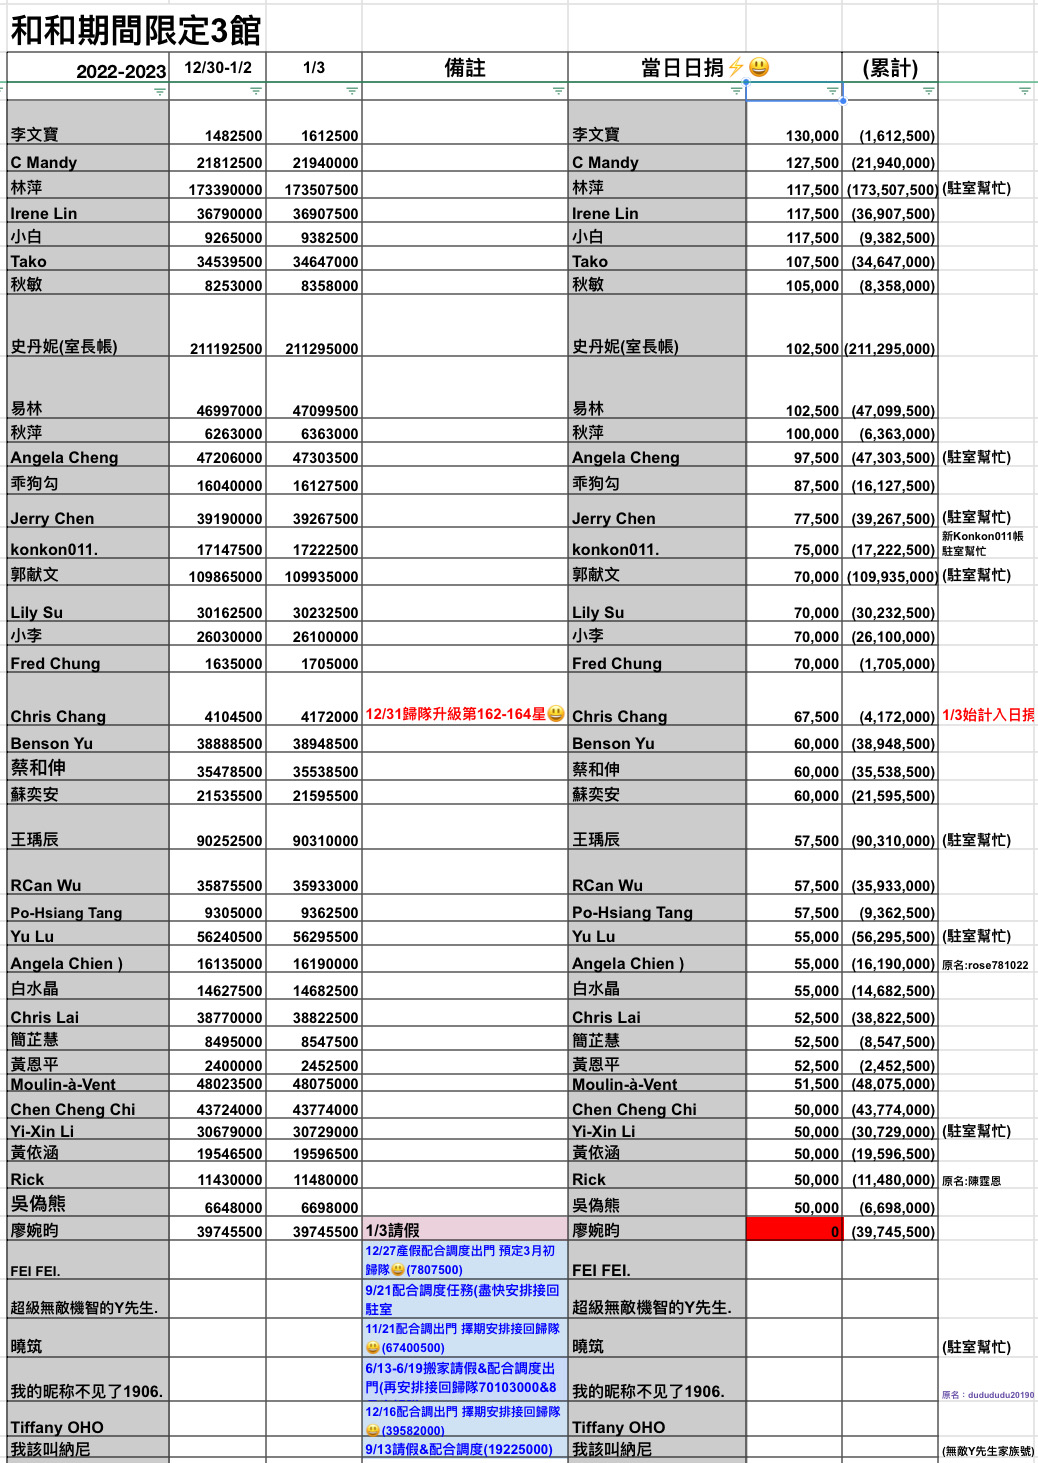 和和期間限定3館
2022-2023 12/30-1/2 1/3 備註 當日日捐⚡😃 (累計)
李文寶 1482500 1612500 李文寶 130,000 (1,612,500)
C Mandy 21812500 21940000 C Mandy 127,500 (21,940,000)
林萍 173390000 173507500 林萍 117,500 (173,507,500) (駐室幫忙)
Irene Lin 36790000 36907500 Irene Lin 117,500 (36,907,500)
小白 9265000 9382500 小白 117,500 (9,382,500)
Tako 34539500 34647000 Tako 107,500 (34,647,000)
秋敏 8253000 8358000 秋敏 105,000 (8,358,000)
史丹妮(室長帳) 211192500 211295000 史丹妮(室長帳) 102,500 (211,295,000)
易林 46997000 47099500 易林 102,500 (47,099,500)
秋萍 6263000 6363000 秋萍 100,000 (6,363,000)
Angela Cheng 47206000 47303500 Angela Cheng 97,500 (47,303,500) (駐室幫忙)
乖狗勾 16040000 16127500 乖狗勾 87,500 (16,127,500)
Jerry Chen 39190000 39267500 Jerry Chen 77,500 (39,267,500) (駐室幫忙)
konkon011. 17147500 17222500 konkon011. 75,000 (17,222,500) 新Konkon011帳
駐室幫忙
郭献文 109865000 109935000 郭献文 70,000 (109,935,000) (駐室幫忙)
Lily Su 30162500 30232500 Lily Su 70,000 (30,232,500)
小李 26030000 26100000 小李 70,000 (26,100,000)
Fred Chung 1635000 1705000 Fred Chung 70,000 (1,705,000)
Chris Chang 4104500 4172000 12/31歸隊升級第162-164星😃 Chris Chang 67,500 (4,172,000) 1/3始計入日捐
Benson Yu 38888500 38948500 Benson Yu 60,000 (38,948,500)
蔡和伸 35478500 35538500 蔡和伸 60,000 (35,538,500)
蘇奕安 21535500 21595500 蘇奕安 60,000 (21,595,500)
王瑀辰 90252500 90310000 王瑀辰 57,500 (90,310,000) (駐室幫忙)
RCan Wu 35875500 35933000 RCan Wu 57,500 (35,933,000)
Po-Hsiang Tang 9305000 9362500 Po-Hsiang Tang 57,500 (9,362,500)
Yu Lu 56240500 56295500 Yu Lu 55,000 (56,295,500) (駐室幫忙)
Angela Chien ) 16135000 16190000 Angela Chien ) 55,000 (16,190,000) 原名:rose781022
白水晶 14627500 14682500 白水晶 55,000 (14,682,500)
Chris Lai 38770000 38822500 Chris Lai 52,500 (38,822,500)
簡芷慧 8495000 8547500 簡芷慧 52,500 (8,547,500)
黃恩平 2400000 2452500 黃恩平 52,500 (2,452,500)
Moulin-à-Vent 48023500 48075000 Moulin-à-Vent 51,500 (48,075,000)
Chen Cheng Chi 43724000 43774000 Chen Cheng Chi 50,000 (43,774,000)
Yi-Xin Li 30679000 30729000 Yi-Xin Li 50,000 (30,729,000) (駐室幫忙)
黃依涵 19546500 19596500 黃依涵 50,000 (19,596,500)
Rick 11430000 11480000 Rick 50,000 (11,480,000) 原名:陳霆恩
吳偽熊 6648000 6698000 吳偽熊 50,000 (6,698,000)
廖婉昀 39745500 39745500 1/3請假 廖婉昀 0 (39,745,500)
FEI FEI. 12/27產假配合調度出門 預定3月初
歸隊😃(7807500) FEI FEI.
超級無敵機智的Y先生. 9/21配合調度任務(盡快安排接回
駐室 超級無敵機智的Y先生.
曉筑 11/21配合調出門 擇期安排接回歸隊
😃(67400500) 曉筑 (駐室幫忙)
我的昵称不见了1906. 6/13-6/19搬家請假&配合調度出
門(再安排接回歸隊70103000&8 我的昵称不见了1906. 原名：dudududu20190
Tiffany OHO 12/16配合調出門 擇期安排接回歸隊
😃(39582000) Tiffany OHO
我該叫納尼 9/13請假&配合調度(19225000) 我該叫納尼 (無敵Y先生家族號)